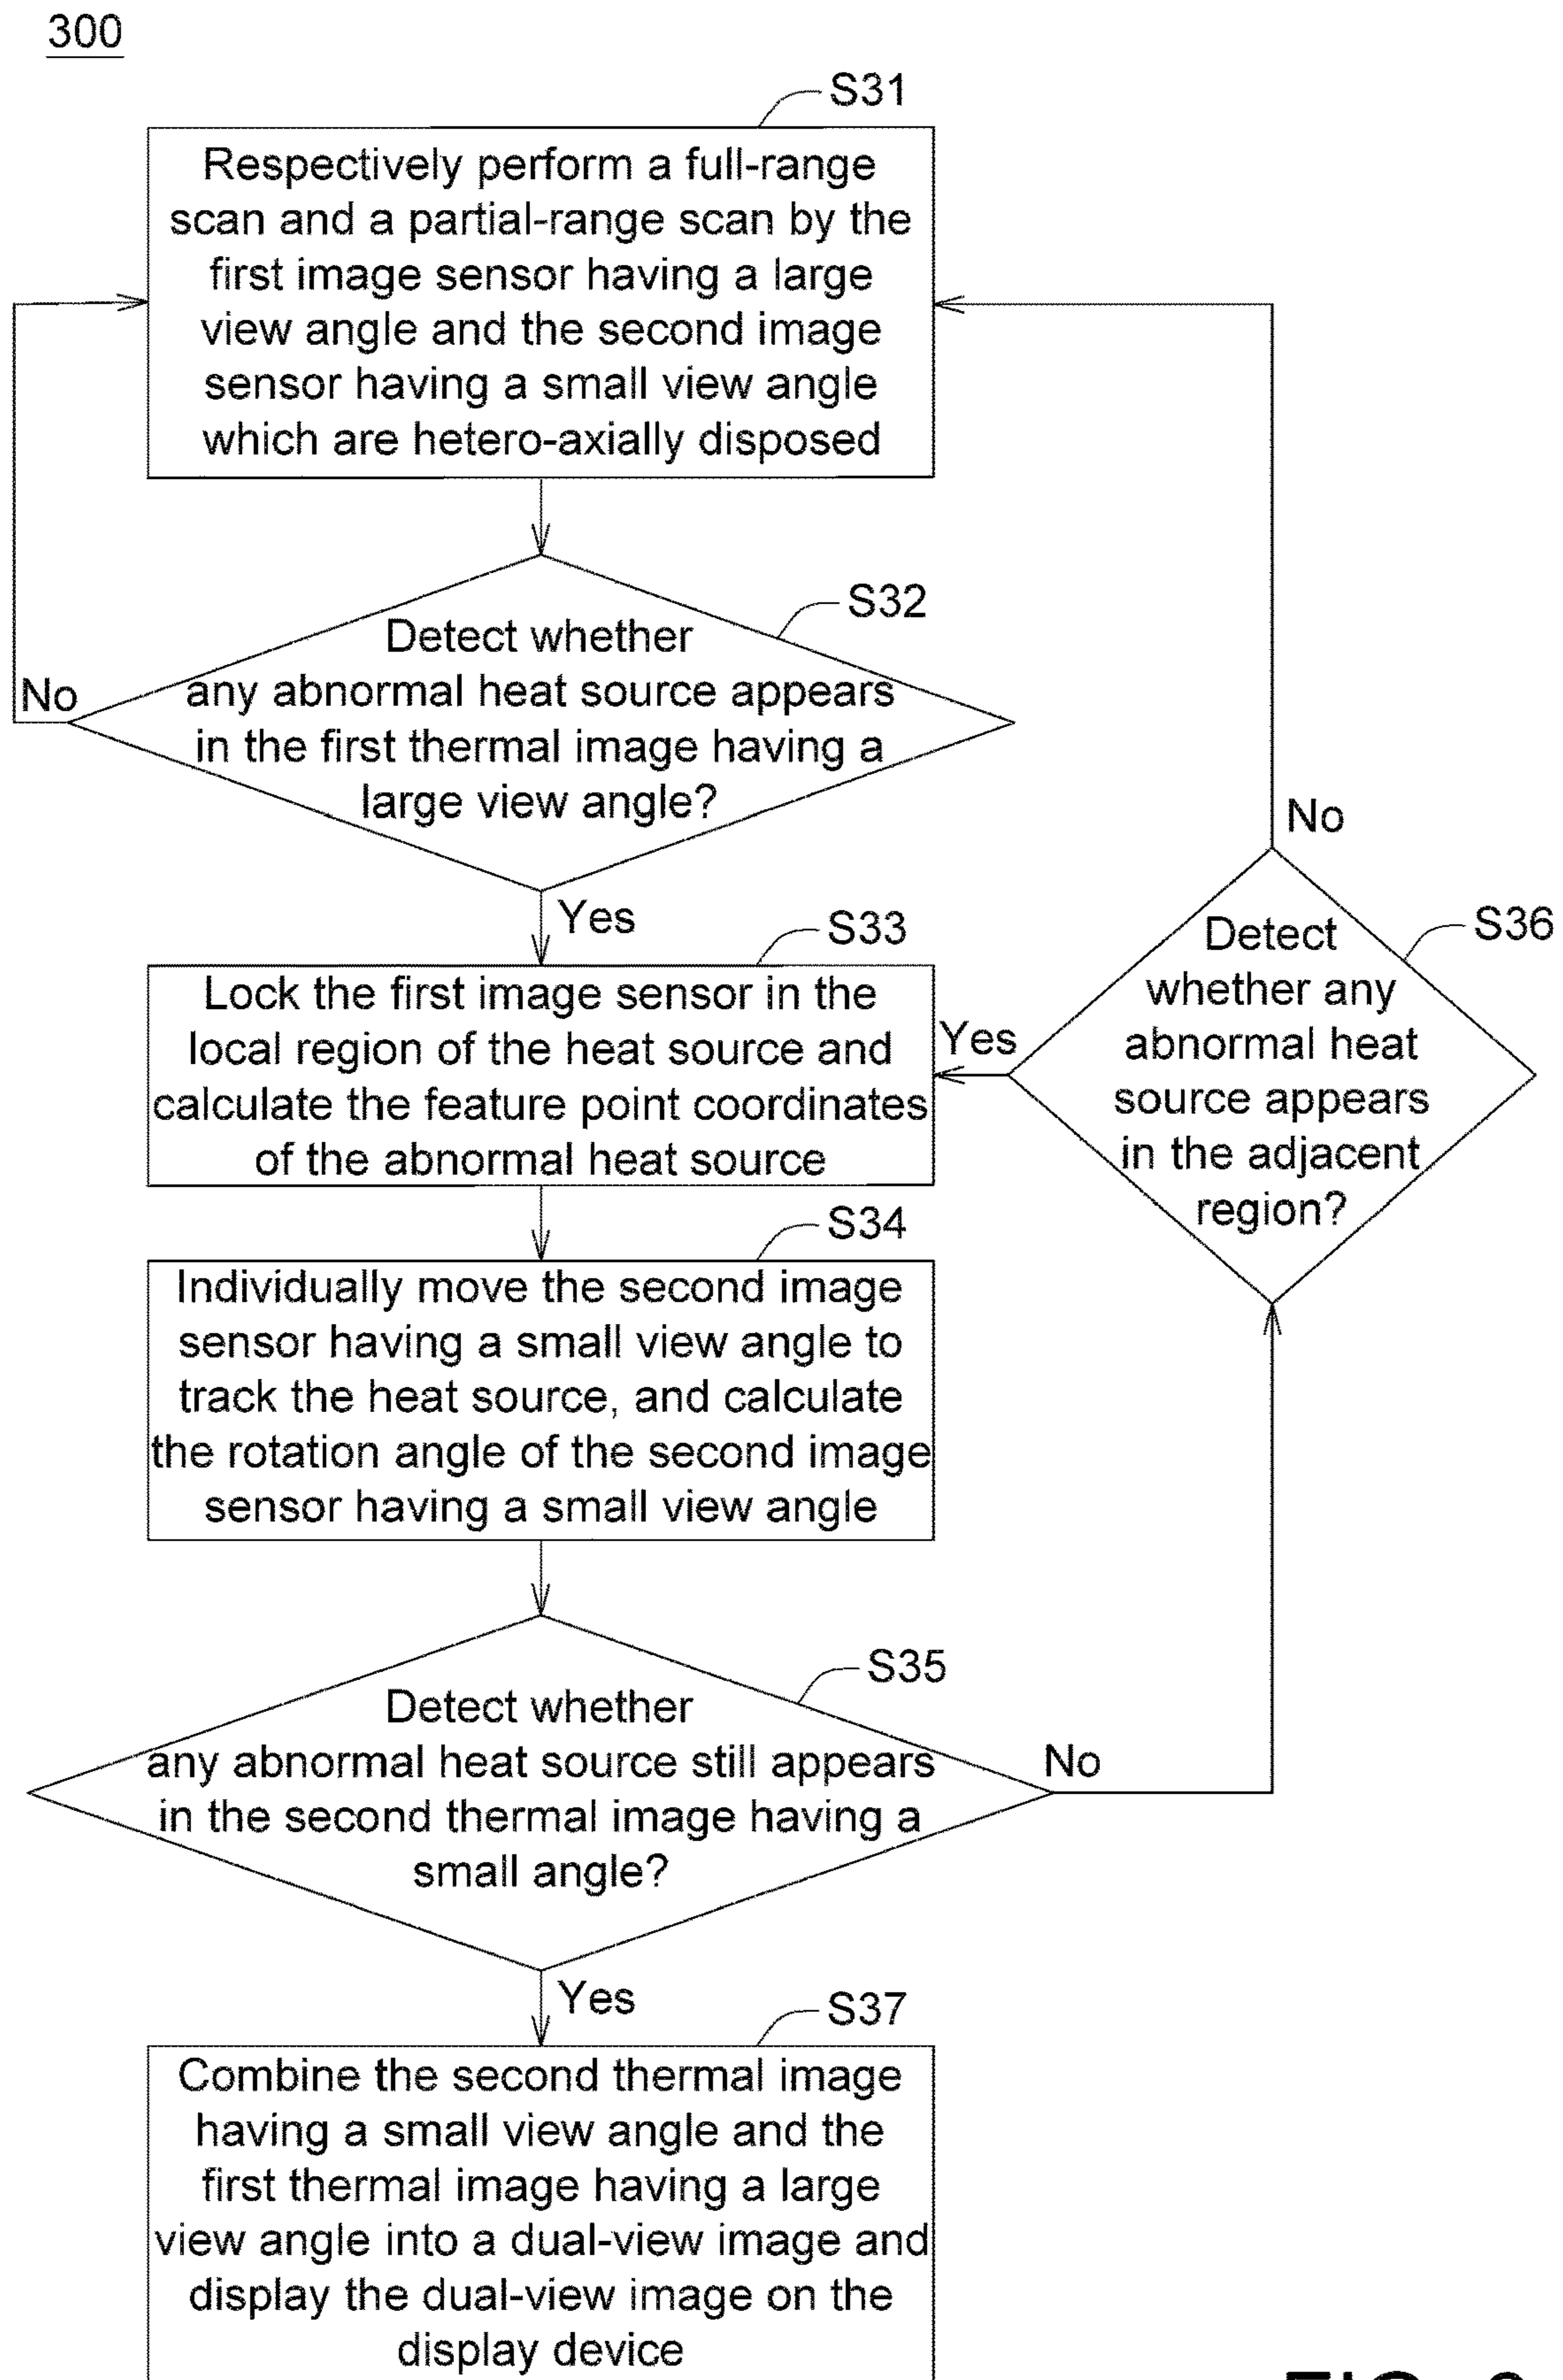 300
S31
Respectively perform a full-range
scan and a partial-range scan by the
first image sensor having a large
view angle and the second image
sensor having a small view angle
which are hetero-axially disposed
S32
Detect whether
any abnormal heat source appears
in the first thermal image having a
large view angle?
No
Yes
S33
Lock the first image sensor in the
local region of the heat source and
calculate the feature point coordinates
of the abnormal heat source
No
S36
Detect
whether any
abnormal heat
source appears
in the adjacent
region?
Yes
S34
Individually move the second image
sensor having a small view angle to
track the heat source, and calculate
the rotation angle of the second image
sensor having a small view angle
S35
Detect whether
any abnormal heat source still appears
in the second thermal image having a
small angle?
No
Yes
S37
Combine the second thermal image
having a small view angle and the
first thermal image having a large
view angle into a dual-view image and
display the dual-view image on the
display device